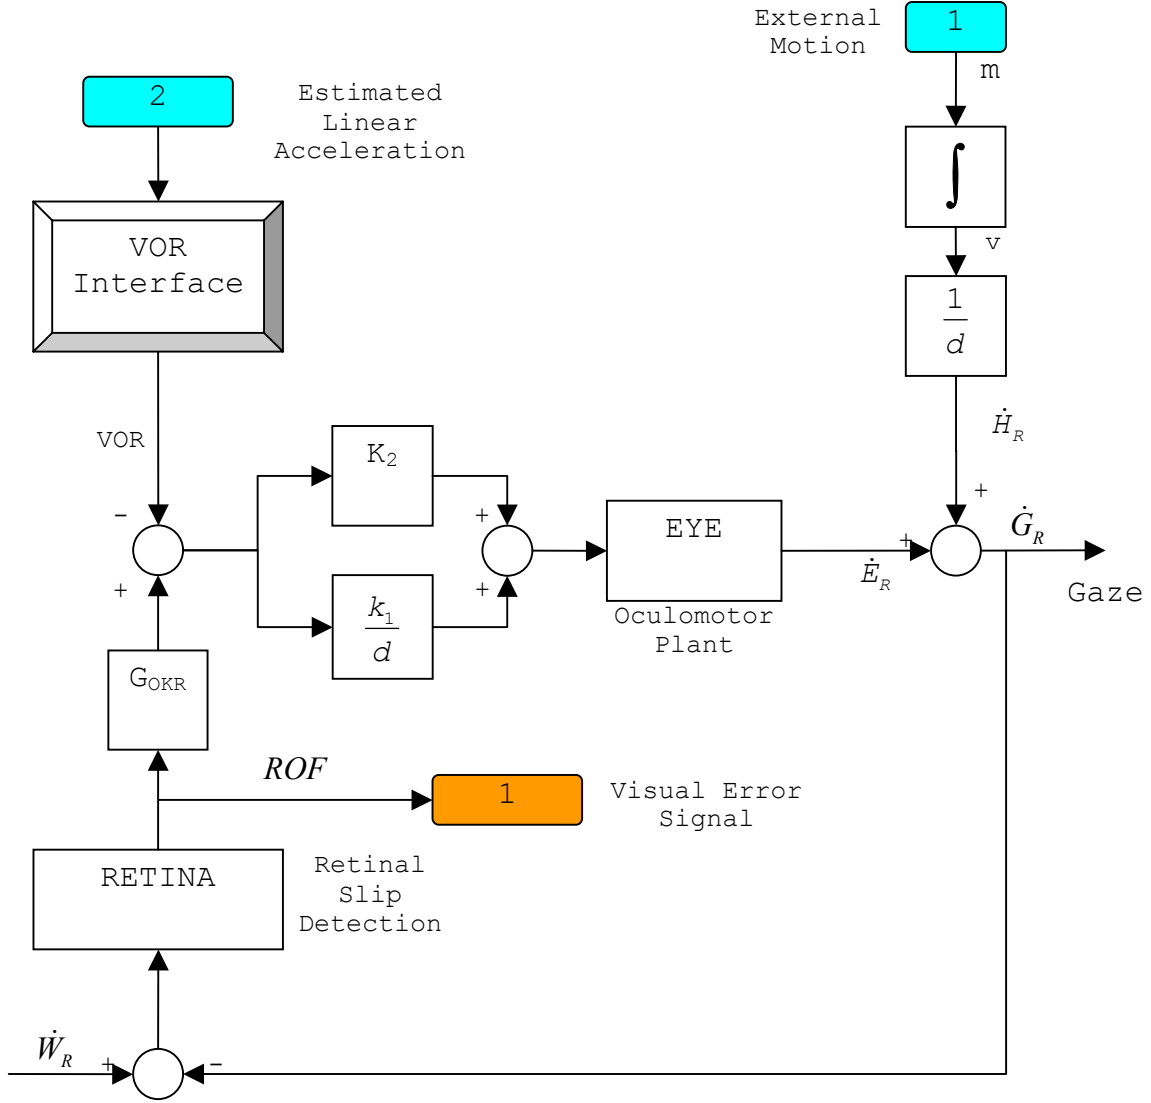 External
Motion
1
m
2
Estimated
Linear
Acceleration
∫
v
VOR
Interface
1
d
Ḣ_R
VOR
K₂
-
+
+
+
+
+
+
EYE
Ė_R
Ġ_R
Gaze
Oculomotor
Plant
k₁
d
G_OKR
ROF
1
Visual Error
Signal
RETINA
Retinal
Slip
Detection
Ẇ_R
+
-